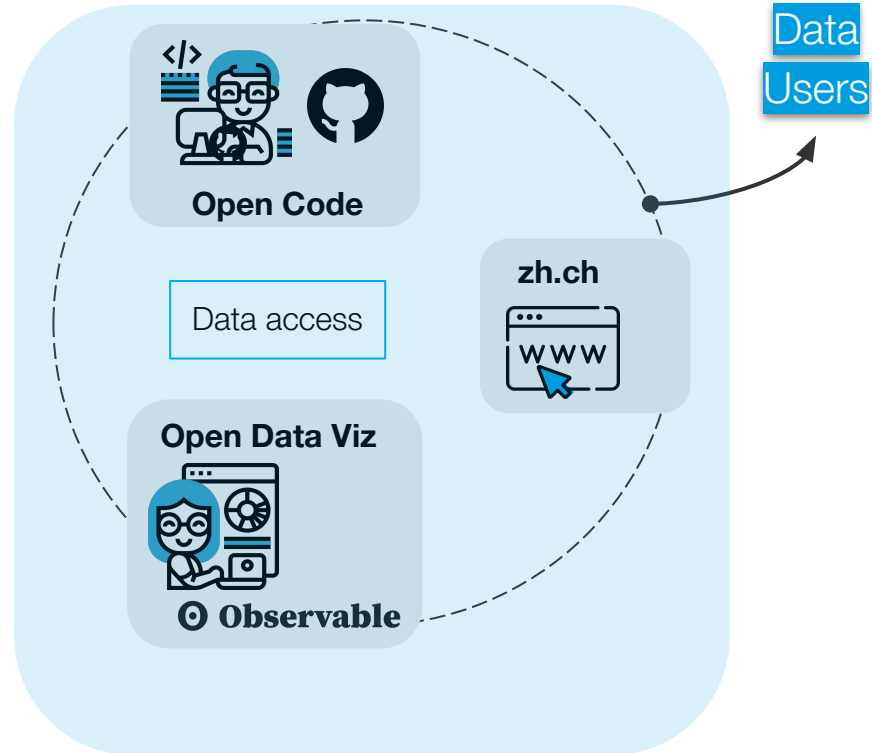 Data
Users
</>
Open Code
zh.ch
WWW
Data access
Open Data Viz
Observable